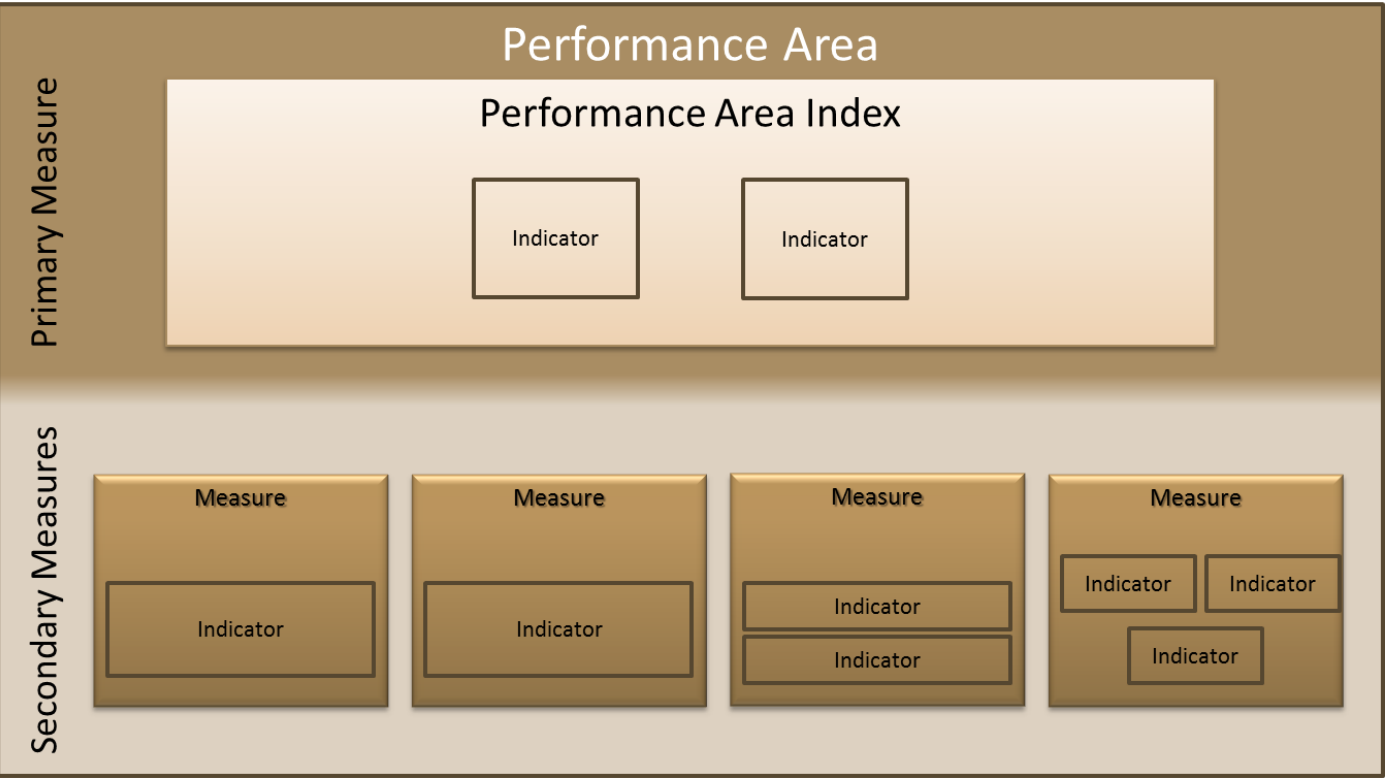 Performance Area
Primary Measure
Performance Area Index
Indicator
Indicator
Secondary Measures
Measure
Indicator
Measure
Indicator
Measure
Indicator
Indicator
Measure
Indicator
Indicator
Indicator